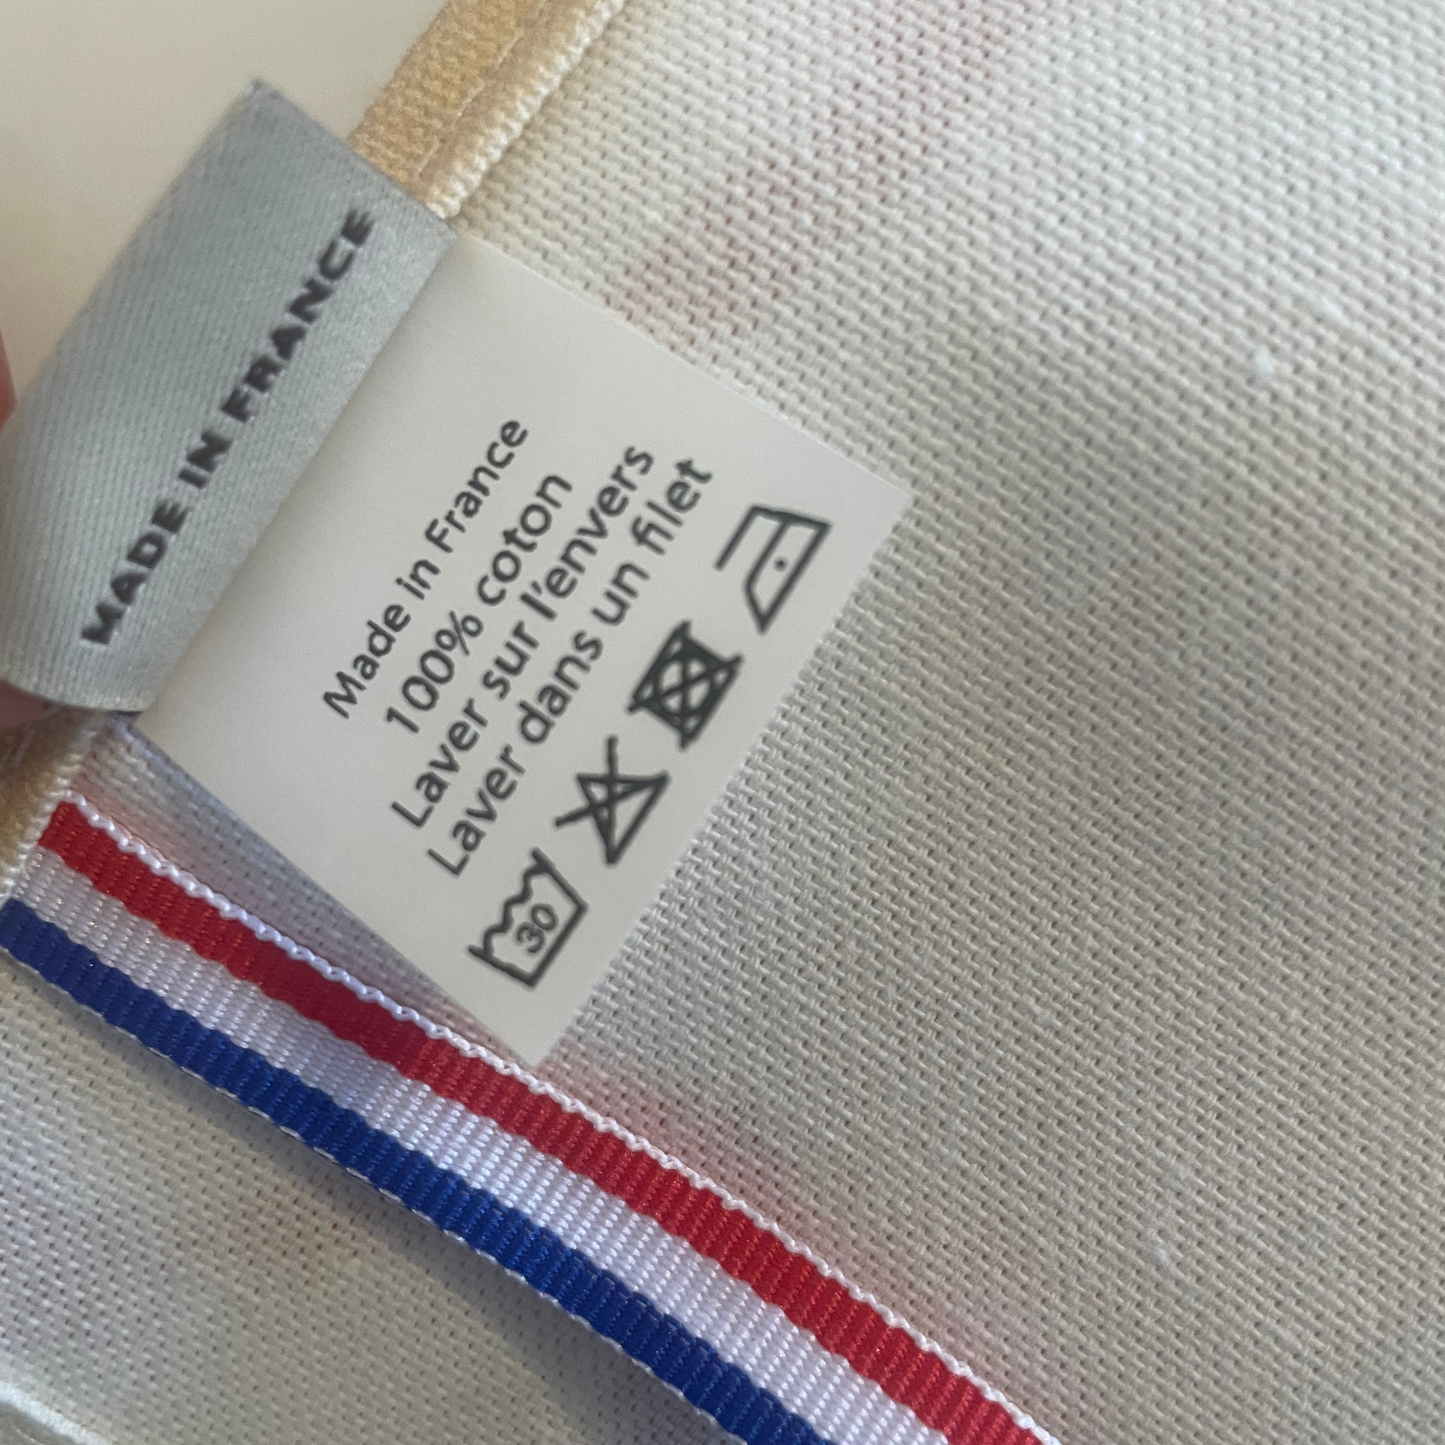 MADE IN FRANCE
Made in France
100% coton
Laver sur l'envers
Laver dans un filet
30